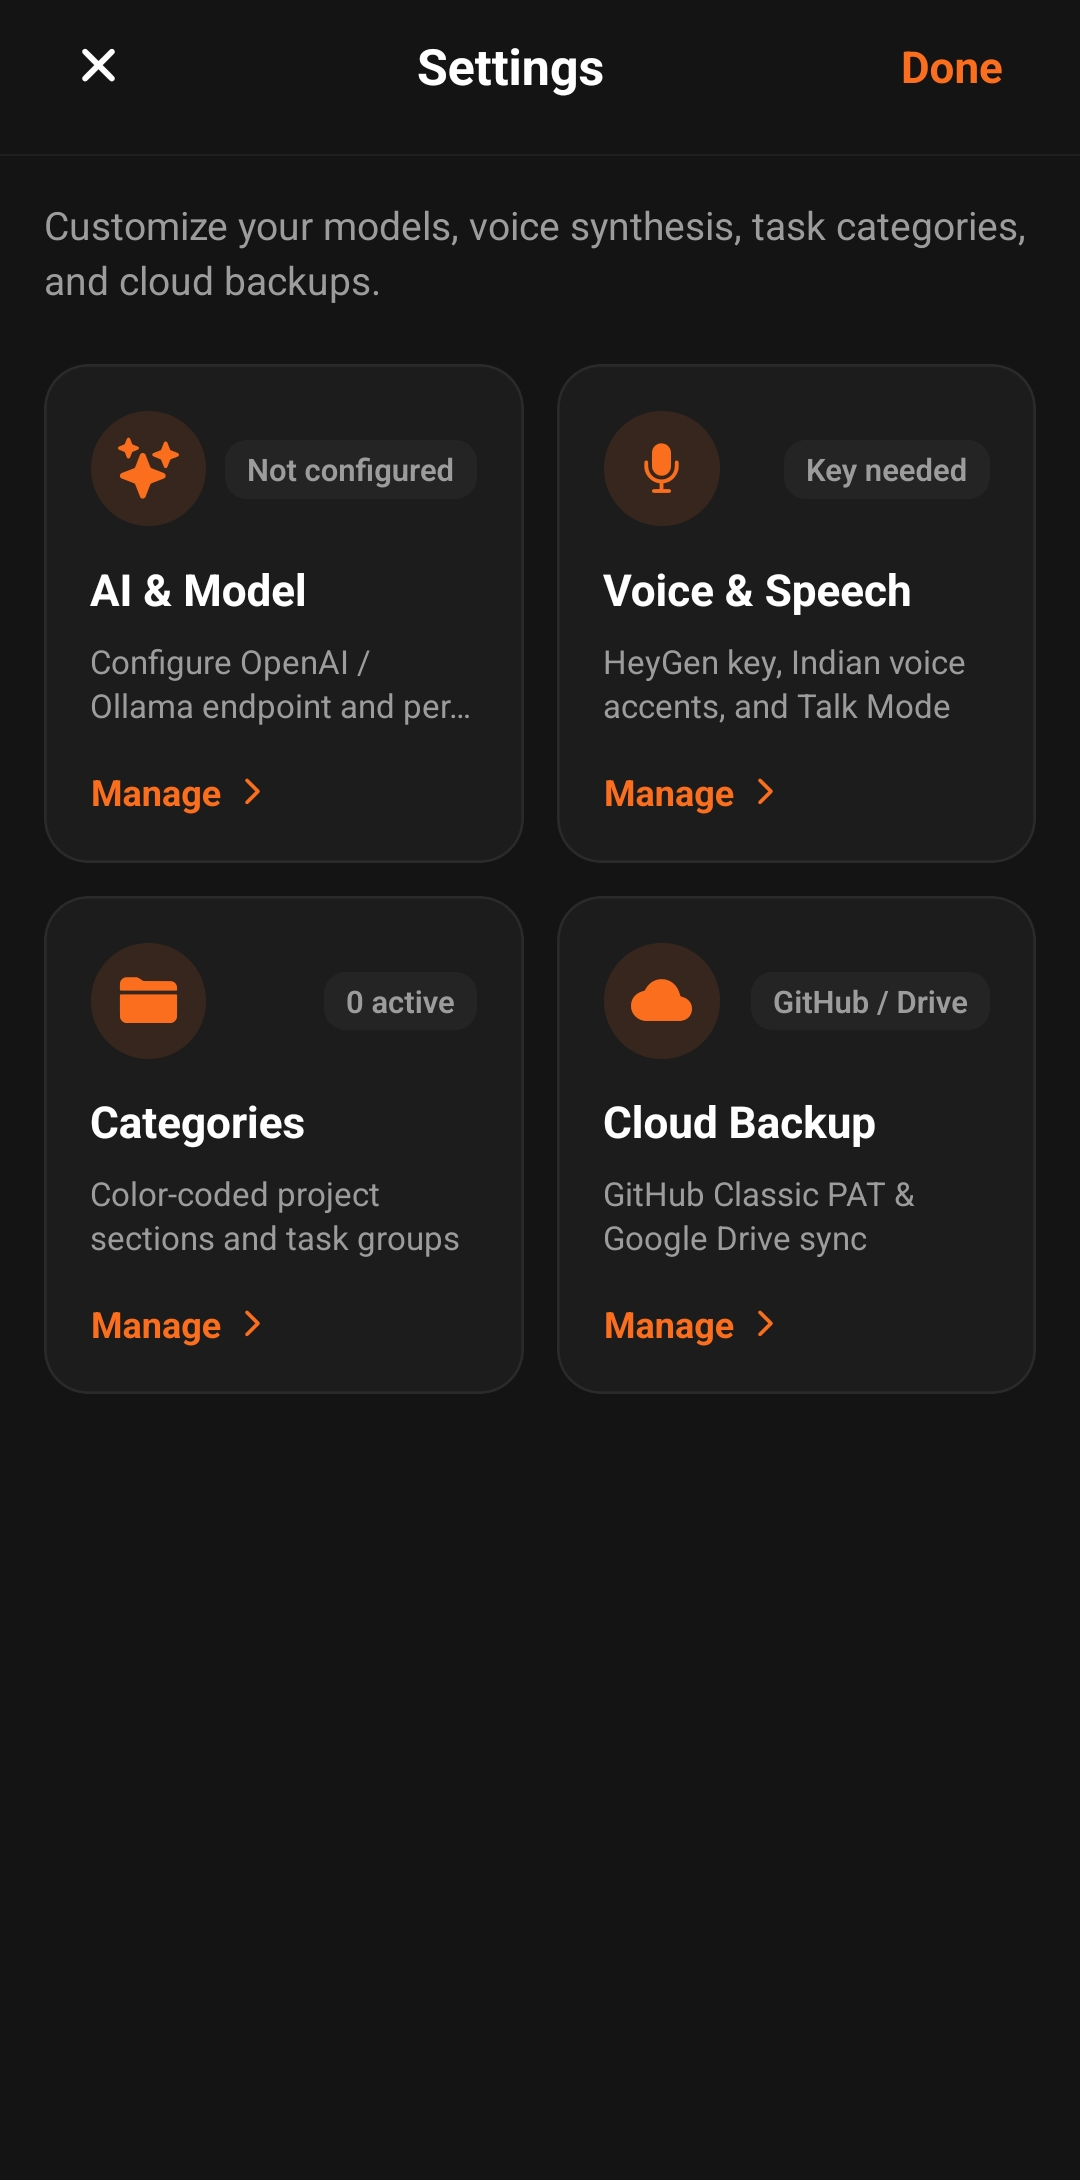 Settings
Done
Customize your models, voice synthesis, task categories,
and cloud backups.
Not configured
AI & Model
Configure OpenAI /
Ollama endpoint and per...
Manage
Key needed
Voice & Speech
HeyGen key, Indian voice
accents, and Talk Mode
Manage
0 active
Categories
Color-coded project
sections and task groups
Manage
GitHub / Drive
Cloud Backup
GitHub Classic PAT &
Google Drive sync
Manage